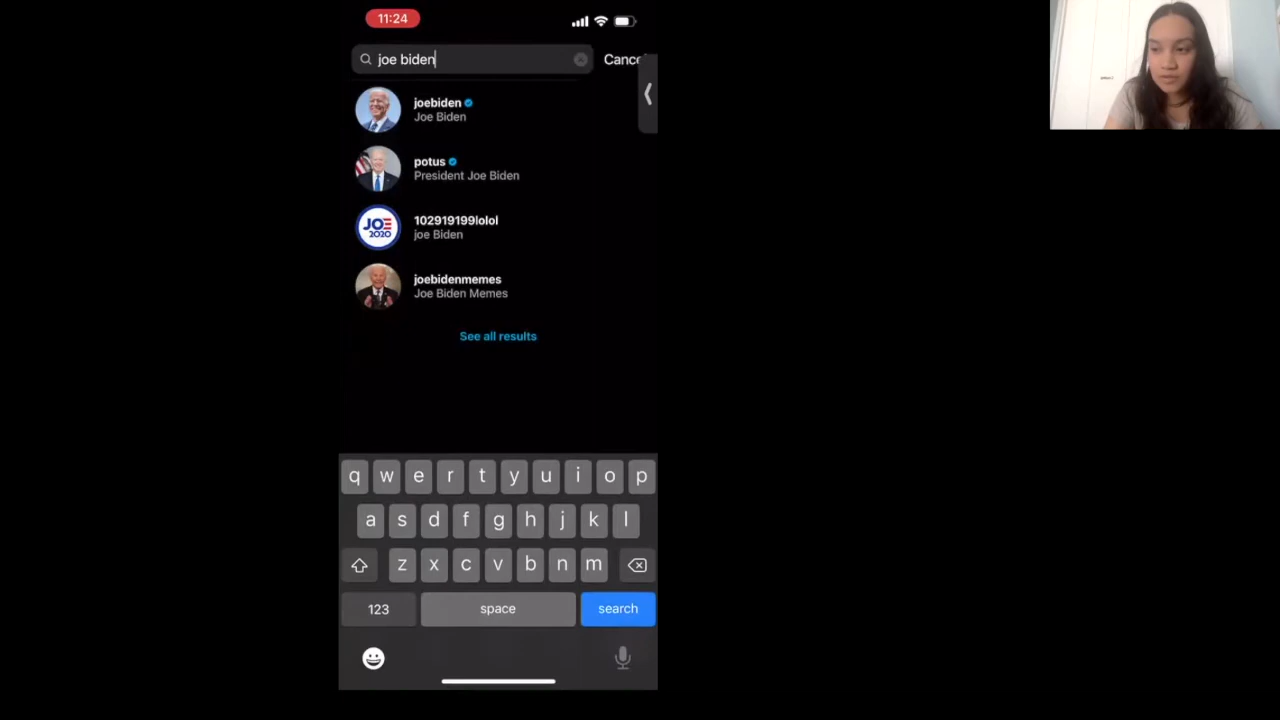 11:24
joe biden
Cance
joebiden
Joe Biden
potus
President Joe Biden
JOE
2020
102919199lolol
joe Biden
joebidenmemes
Joe Biden Memes
See all results
q w e r t y u i o p
a s d f g h j k l
z x c v b n m
123 space search